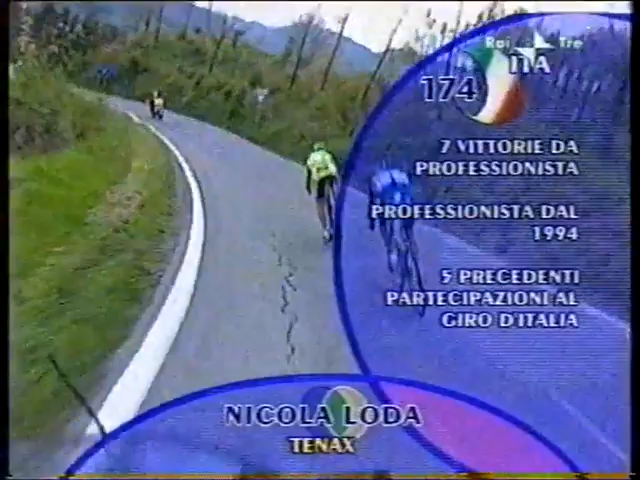 Rai Tre
ITA
174
7 VITTORIE DA
PROFESSIONISTA
PROFESSIONISTA DAL
1994
5 PRECEDENTI
PARTECIPAZIONI AL
GIRO D'ITALIA
NICOLA LODA
TENAX